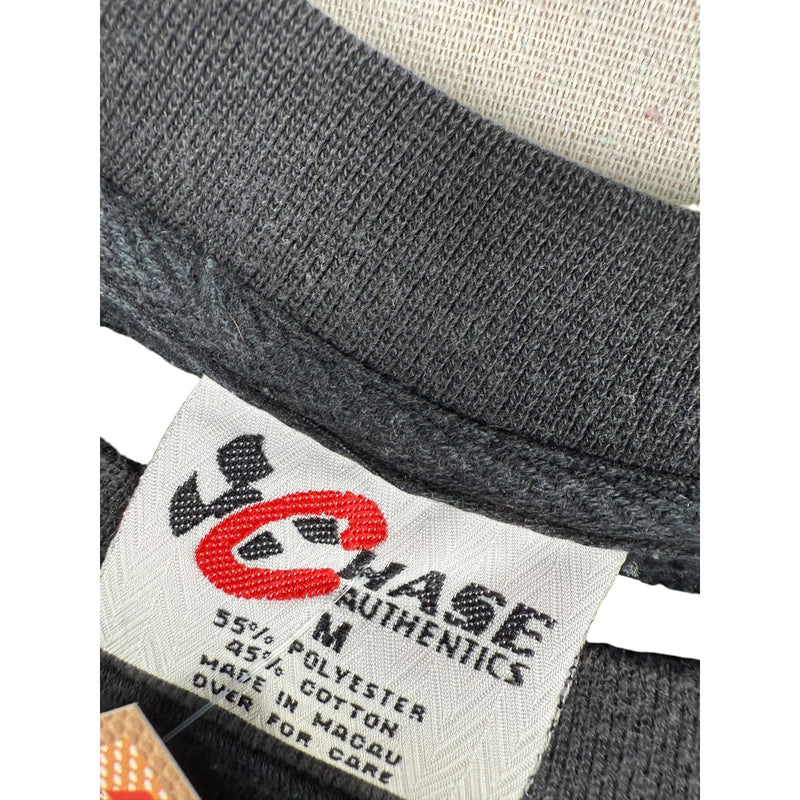 CHASE
AUTHENTICS
M
55% POLYESTER
45% COTTON
MADE IN MACAU
OVER FOR CARE